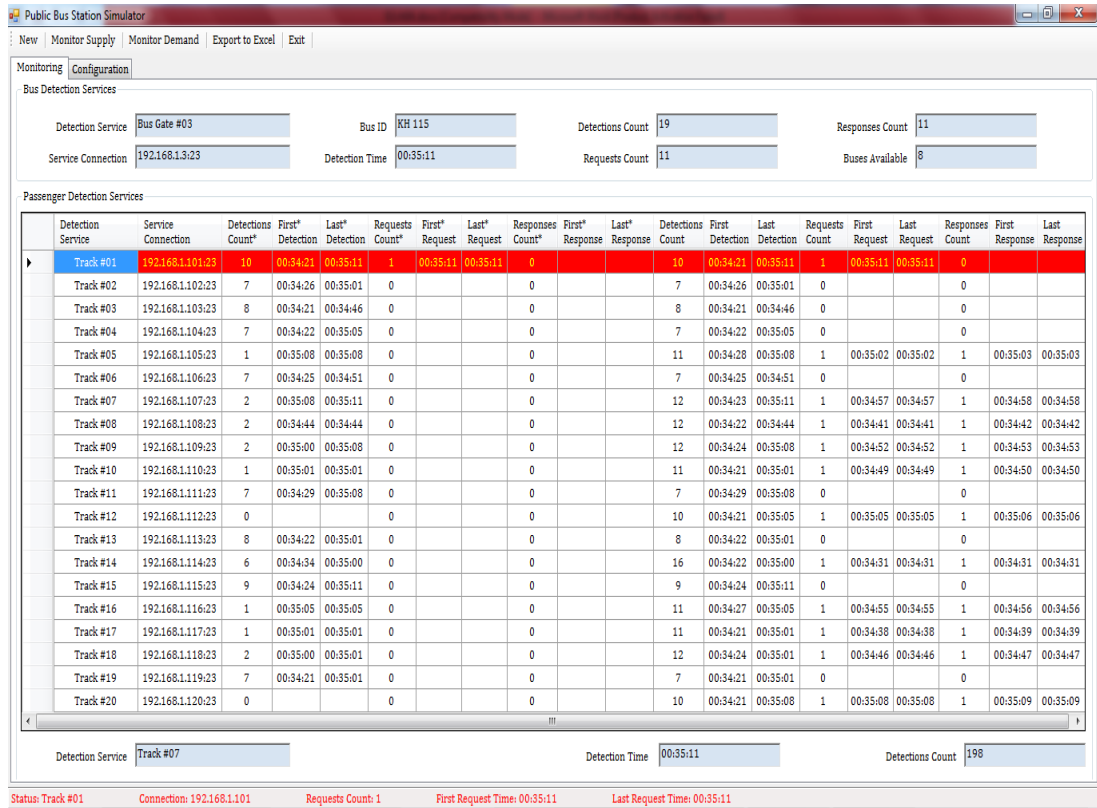 Public Bus Station Simulator
New Monitor Supply Monitor Demand Export to Excel Exit
Monitoring Configuration
Bus Detection Services
Detection Service Bus Gate #03 Bus ID KH 115 Detections Count 19 Responses Count 11
Service Connection 192.168.1.3:23 Detection Time 00:35:11 Requests Count 11 Buses Available 8
Passenger Detection Services
Detection Service Connection Detections First* Last* Requests First* Last* Responses First* Last* Detections First Last Requests First Last Responses First Last
Service Connection Count* Detection Detection Count* Request Request Count* Response Response Count Detection Detection Count Request Request Count Response Response
Track #01 192.168.1.101:23 10 00:34:21 00:35:11 1 00:35:11 00:35:11 0 10 00:34:21 00:35:11 1 00:35:11 00:35:11 0
Track #02 192.168.1.102:23 7 00:34:26 00:35:01 0 0 7 00:34:26 00:35:01 0 0
Track #03 192.168.1.103:23 8 00:34:21 00:34:46 0 0 8 00:34:21 00:34:46 0 0
Track #04 192.168.1.104:23 7 00:34:22 00:35:05 0 0 7 00:34:22 00:35:05 0 0
Track #05 192.168.1.105:23 1 00:35:08 00:35:08 0 0 11 00:34:28 00:35:08 1 00:35:02 00:35:02 1 00:35:03 00:35:03
Track #06 192.168.1.106:23 7 00:34:25 00:34:51 0 0 7 00:34:25 00:34:51 0 0
Track #07 192.168.1.107:23 2 00:35:08 00:35:11 0 0 12 00:34:23 00:35:11 1 00:34:57 00:34:57 1 00:34:58 00:34:58
Track #08 192.168.1.108:23 2 00:34:44 00:34:44 0 0 12 00:34:22 00:34:44 1 00:34:41 00:34:41 1 00:34:42 00:34:42
Track #09 192.168.1.109:23 2 00:35:00 00:35:08 0 0 12 00:34:24 00:35:08 1 00:34:52 00:34:52 1 00:34:53 00:34:53
Track #10 192.168.1.110:23 1 00:35:01 00:35:01 0 0 11 00:34:21 00:35:01 1 00:34:49 00:34:49 1 00:34:50 00:34:50
Track #11 192.168.1.111:23 7 00:34:29 00:35:08 0 0 7 00:34:29 00:35:08 0 0
Track #12 192.168.1.112:23 0 0 0 10 00:34:21 00:35:05 1 00:35:05 00:35:05 1 00:35:06 00:35:06
Track #13 192.168.1.113:23 8 00:34:22 00:35:01 0 0 8 00:34:22 00:35:01 0 0
Track #14 192.168.1.114:23 6 00:34:34 00:35:00 0 0 16 00:34:22 00:35:00 1 00:34:31 00:34:31 1 00:34:31 00:34:31
Track #15 192.168.1.115:23 9 00:34:24 00:35:11 0 0 9 00:34:24 00:35:11 0 0
Track #16 192.168.1.116:23 1 00:35:05 00:35:05 0 0 11 00:34:27 00:35:05 1 00:34:55 00:34:55 1 00:34:56 00:34:56
Track #17 192.168.1.117:23 1 00:35:01 00:35:01 0 0 11 00:34:21 00:35:01 1 00:34:38 00:34:38 1 00:34:39 00:34:39
Track #18 192.168.1.118:23 2 00:35:00 00:35:01 0 0 12 00:34:24 00:35:01 1 00:34:46 00:34:46 1 00:34:47 00:34:47
Track #19 192.168.1.119:23 7 00:34:21 00:35:01 0 0 7 00:34:21 00:35:01 0 0
Track #20 192.168.1.120:23 0 0 0 10 00:34:21 00:35:08 1 00:35:08 00:35:08 1 00:35:09 00:35:09
Detection Service Track #07 Detection Time 00:35:11 Detections Count 198
Status: Track #01 Connection: 192.168.1.101 Requests Count: 1 First Request Time: 00:35:11 Last Request Time: 00:35:11